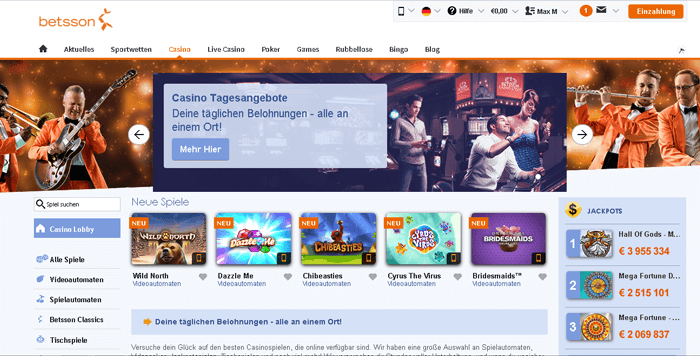 betsson
Hilfe
€0,00
Max M
1
Einzahlung
Aktuelles
Sportwetten
Casino
Live Casino
Poker
Games
Rubbellose
Bingo
Blog
Casino Tagesangebote
Deine täglichen Belohnungen - alle an
einem Ort!
Mehr Hier
Spiel suchen
Casino Lobby
Alle Spiele
Videoautomaten
Spielautomaten
Betsson Classics
Tischspiele
Neue Spiele
NEU
WILD NORTH
Wild North
Videoautomaten
NEU
Dazzle Me
Dazzle Me
Videoautomaten
NEU
CHIBEASTIES
Chibeasties
Videoautomaten
NEU
CYRUS THE VIRUS
Cyrus The Virus
Videoautomaten
NEU
BRIDESMAIDS
Bridesmaids™
Videoautomaten
Deine täglichen Belohnungen - alle an einem Ort!
Versuche dein Glück auf den besten Casinospielen, die online verfügbar sind. Wir haben eine große Auswahl an Spielautomaten,
JACKPOTS
1
Hall Of Gods - M...
€ 3 955 334
2
Mega Fortune D...
€ 2 515 101
3
Mega Fortune - ...
€ 2 069 837